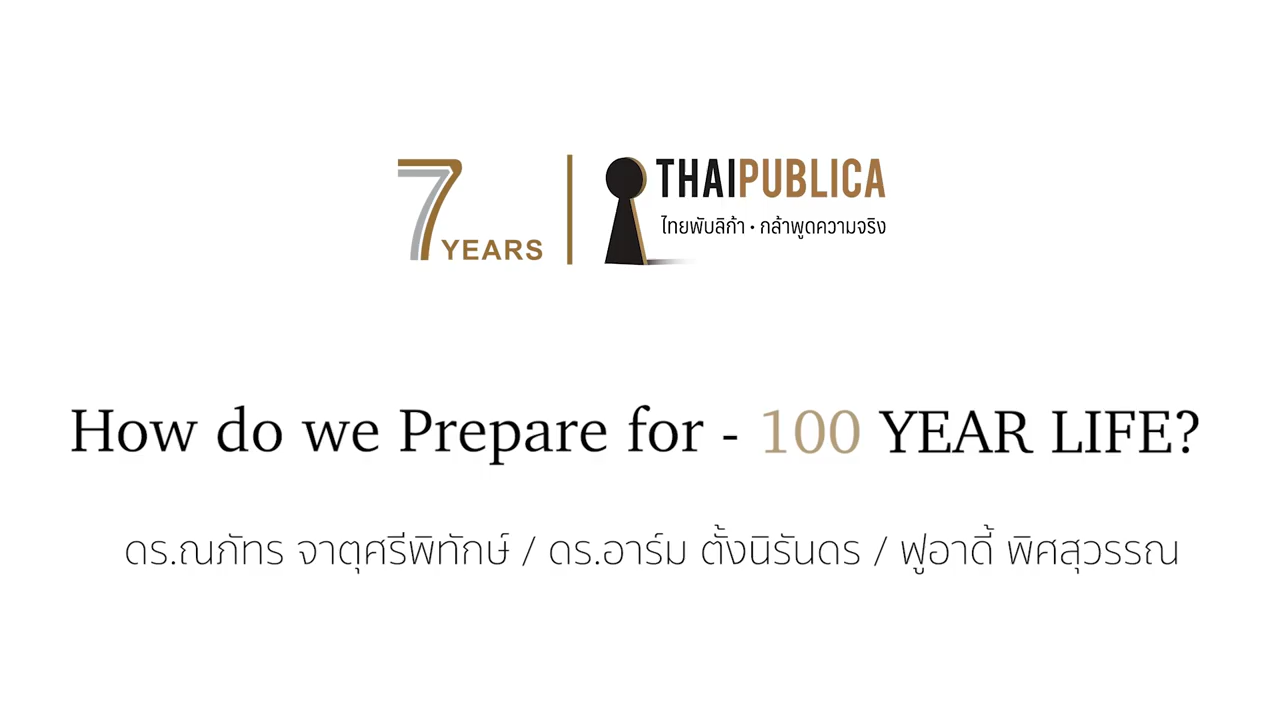 7 YEARS
THAIPUBLICA
ไทยพับลิก้า • กล้าพูดความจริง
How do we Prepare for - 100 YEAR LIFE?
ดร.ณภัทร จาตุศรีพิทักษ์ / ดร.อาร์ม ตั้งนิรันดร / ฟูอาดี้ พิศสุวรรณ